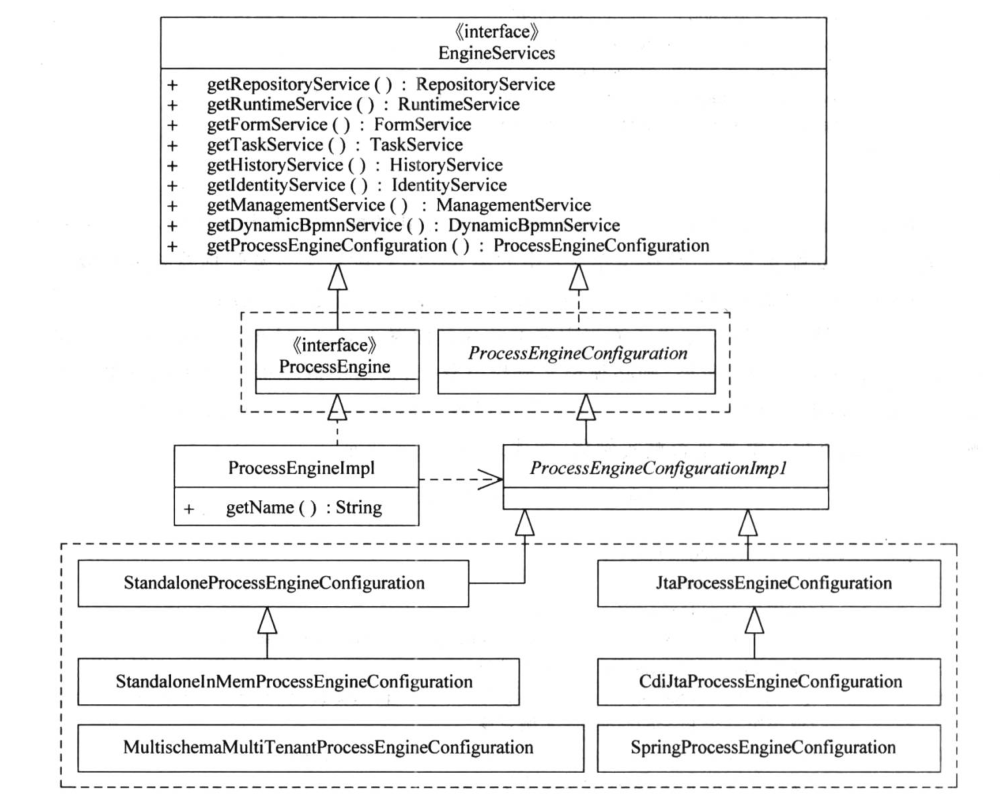 《interface》
EngineServices
+ getRepositoryService ( ) : RepositoryService
+ getRuntimeService ( ) : RuntimeService
+ getFormService ( ) : FormService
+ getTaskService ( ) : TaskService
+ getHistoryService ( ) : HistoryService
+ getIdentityService ( ) : IdentityService
+ getManagementService ( ) : ManagementService
+ getDynamicBpmnService ( ) : DynamicBpmnService
+ getProcessEngineConfiguration ( ) : ProcessEngineConfiguration
《interface》
ProcessEngine
ProcessEngineConfiguration
ProcessEngineImpl
+ getName ( ) : String
ProcessEngineConfigurationImp1
StandaloneProcessEngineConfiguration
JtaProcessEngineConfiguration
StandaloneInMemProcessEngineConfiguration
CdiJtaProcessEngineConfiguration
MultischemaMultiTenantProcessEngineConfiguration
SpringProcessEngineConfiguration